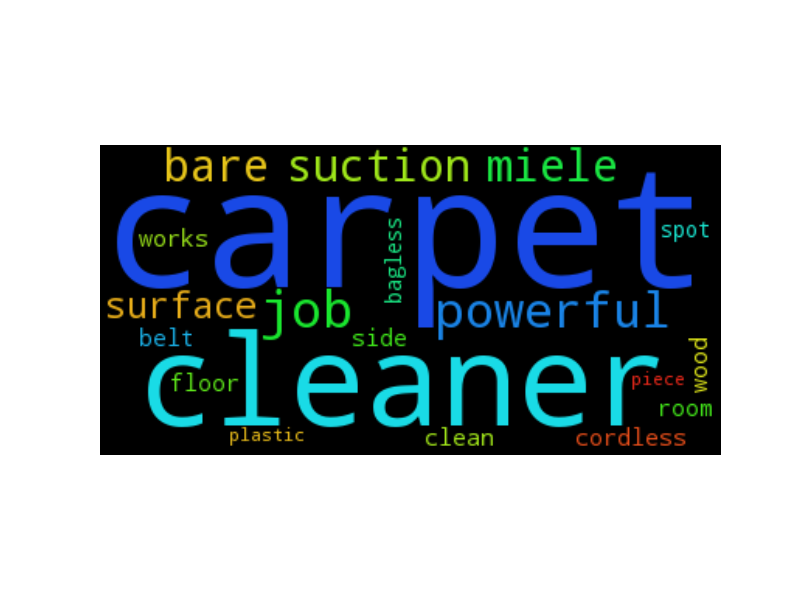 bare suction miele
carpet
works
bagless
spot
surface job powerful
belt
side
wood
cleaner
floor
piece
room
plastic
clean
cordless